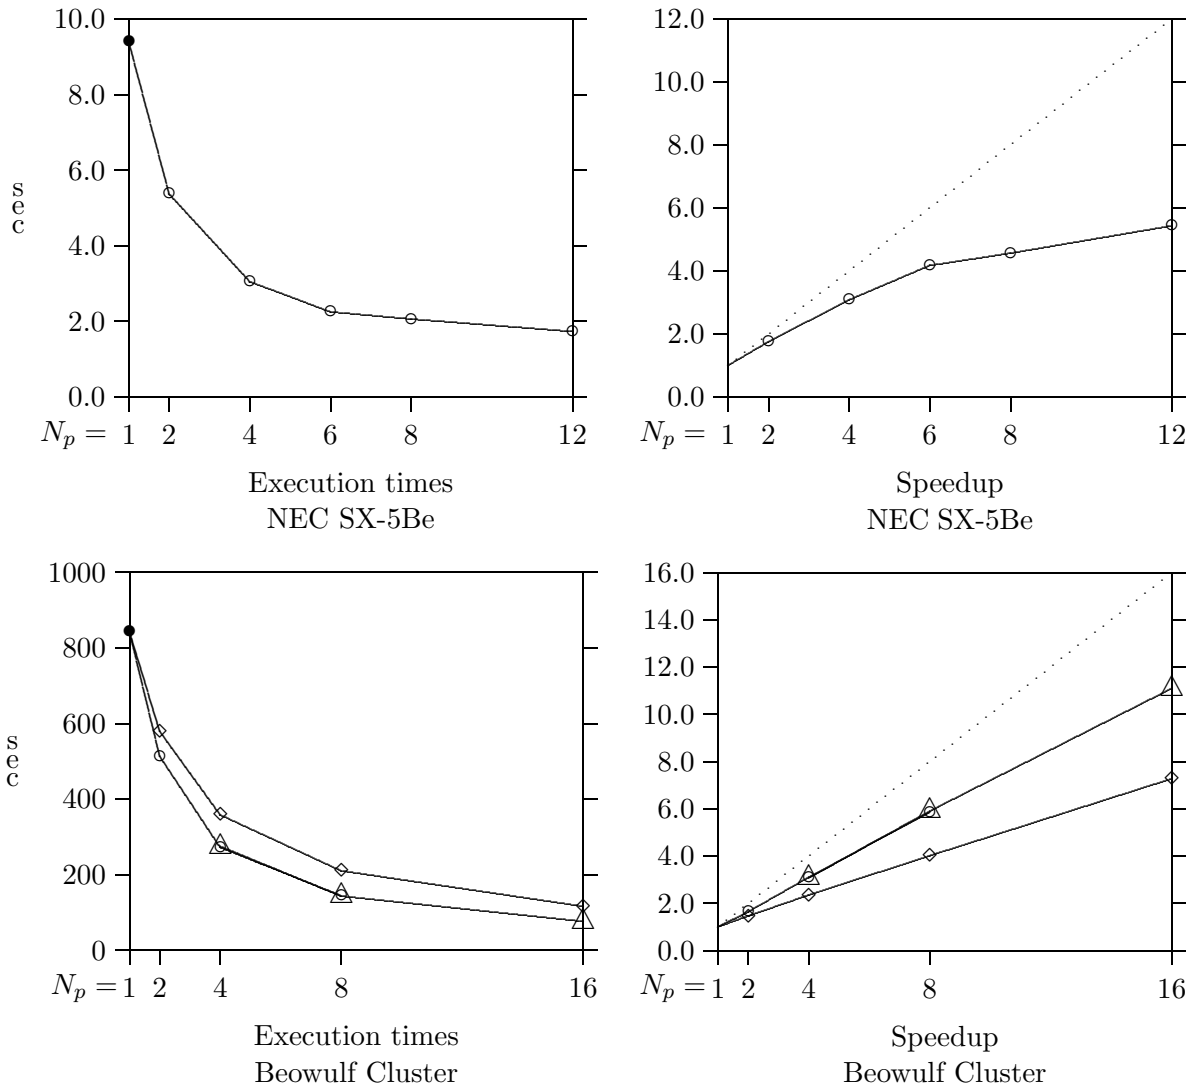 10.0
8.0
6.0
4.0
2.0
0.0
sec
N_p = 1 2 4 6 8 12
Execution times
NEC SX-5Be
12.0
10.0
8.0
6.0
4.0
2.0
0.0
N_p = 1 2 4 6 8 12
Speedup
NEC SX-5Be
1000
800
600
400
200
0
sec
N_p = 1 2 4 8 16
Execution times
Beowulf Cluster
16.0
14.0
12.0
10.0
8.0
6.0
4.0
2.0
0.0
N_p = 1 2 4 8 16
Speedup
Beowulf Cluster